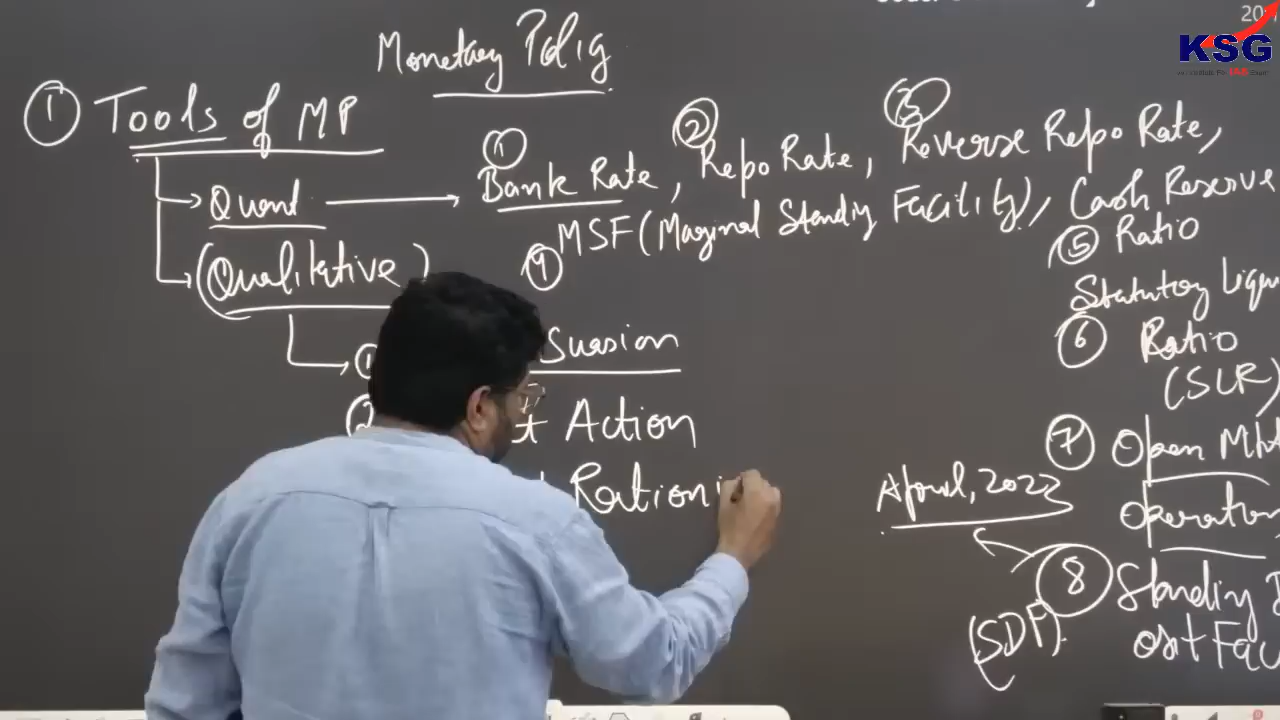 Monetary Policy
① Tools of MP
① ② ③
Quant → Bank Rate, Repo Rate, Reverse Repo Rate,
④ MSF (Marginal Standing Facility), Cash Reserve
⑤ Ratio
(Qualitative)
Statutory Liqu
⑥ Ratio
(SLR)
① Suasion
② t Action
Rationi
⑦ Open Mkt
Operation
April, 2022
⑧ Standing D
osit Fac
(SDF)
KSG